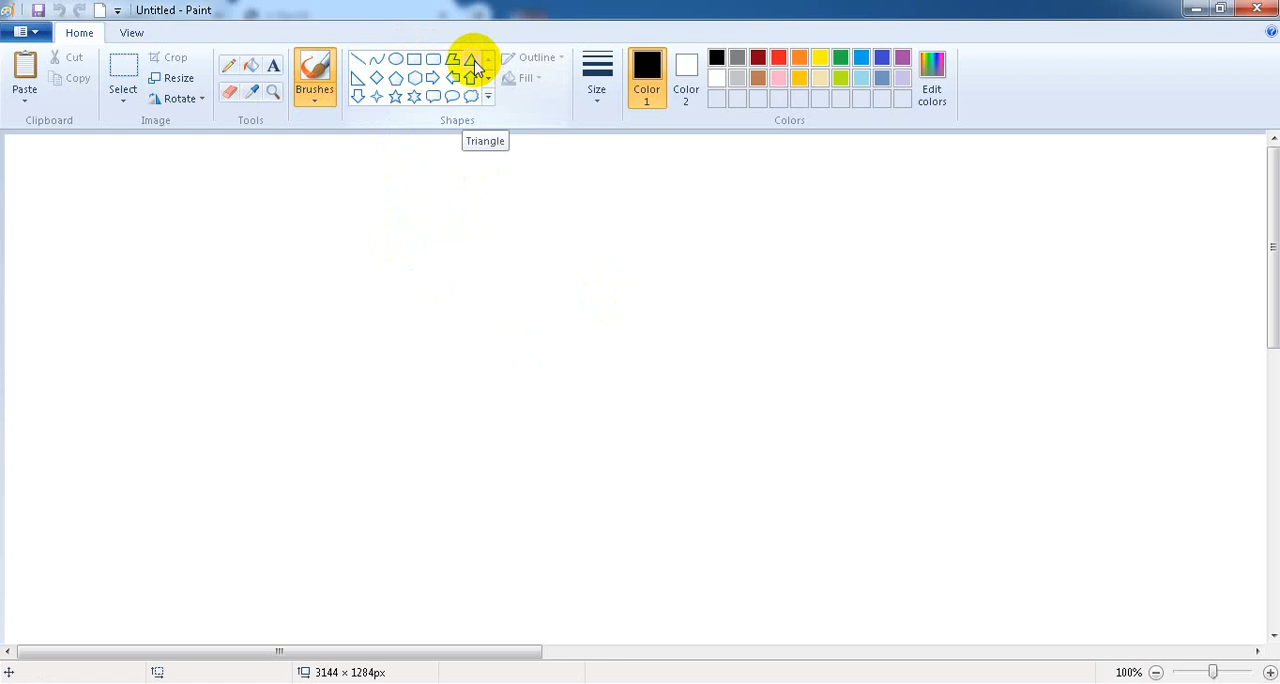 Untitled - Paint
Home
View
Paste
Cut
Copy
Clipboard
Select
Crop
Resize
Rotate
Image
A
Tools
Brushes
Shapes
Outline
Fill
Size
Color
1
Color
2
Edit
colors
Colors
Triangle
3144 × 1284px
100%